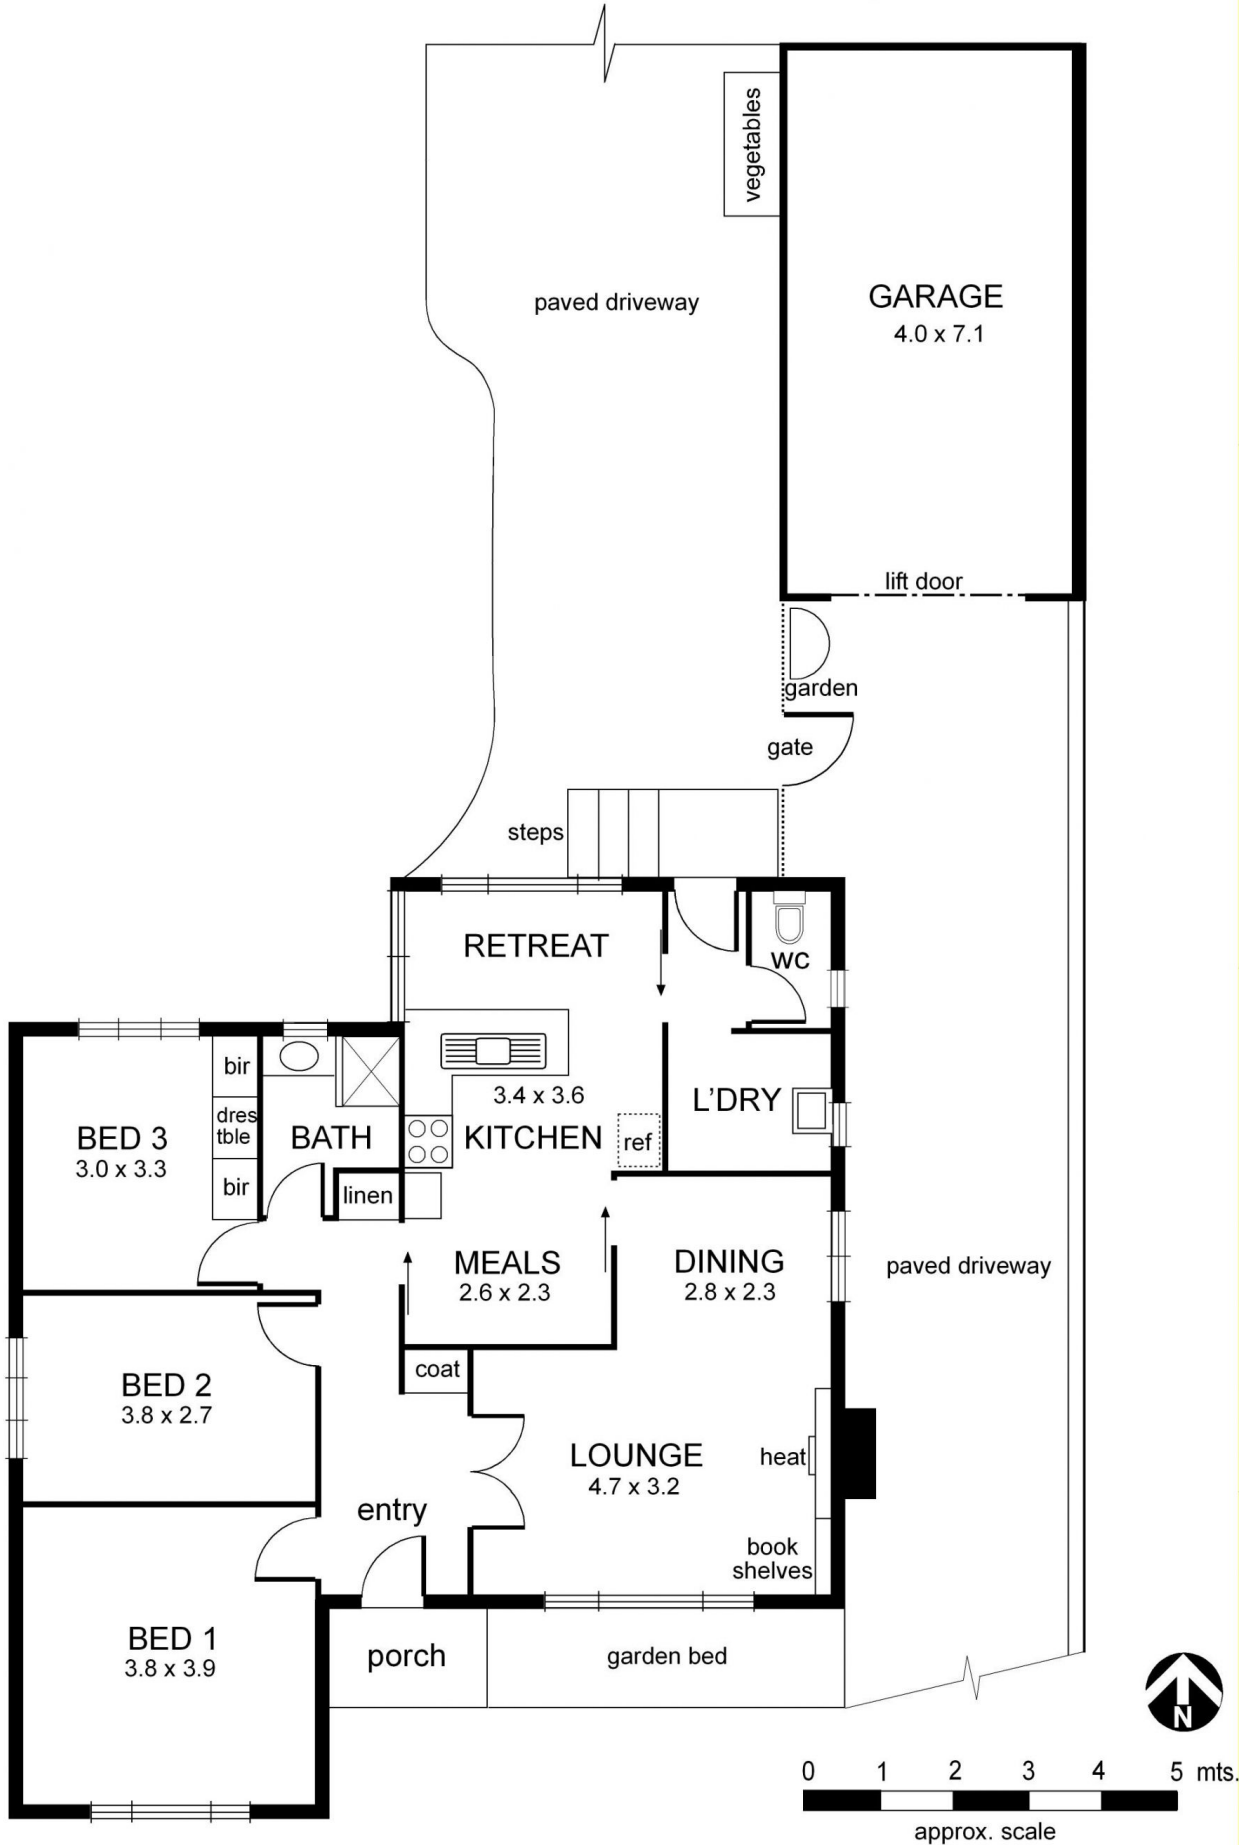 vegetables
GARAGE
4.0 x 7.1
paved driveway
lift door
garden
gate
steps
RETREAT
WC
bir
dres
tble
bir
BED 3
3.0 x 3.3
BATH
linen
3.4 x 3.6
KITCHEN
ref
L'DRY
MEALS
2.6 x 2.3
DINING
2.8 x 2.3
paved driveway
BED 2
3.8 x 2.7
coat
LOUNGE
4.7 x 3.2
heat
entry
book
shelves
BED 1
3.8 x 3.9
porch
garden bed
N
0 1 2 3 4 5 mts.
approx. scale